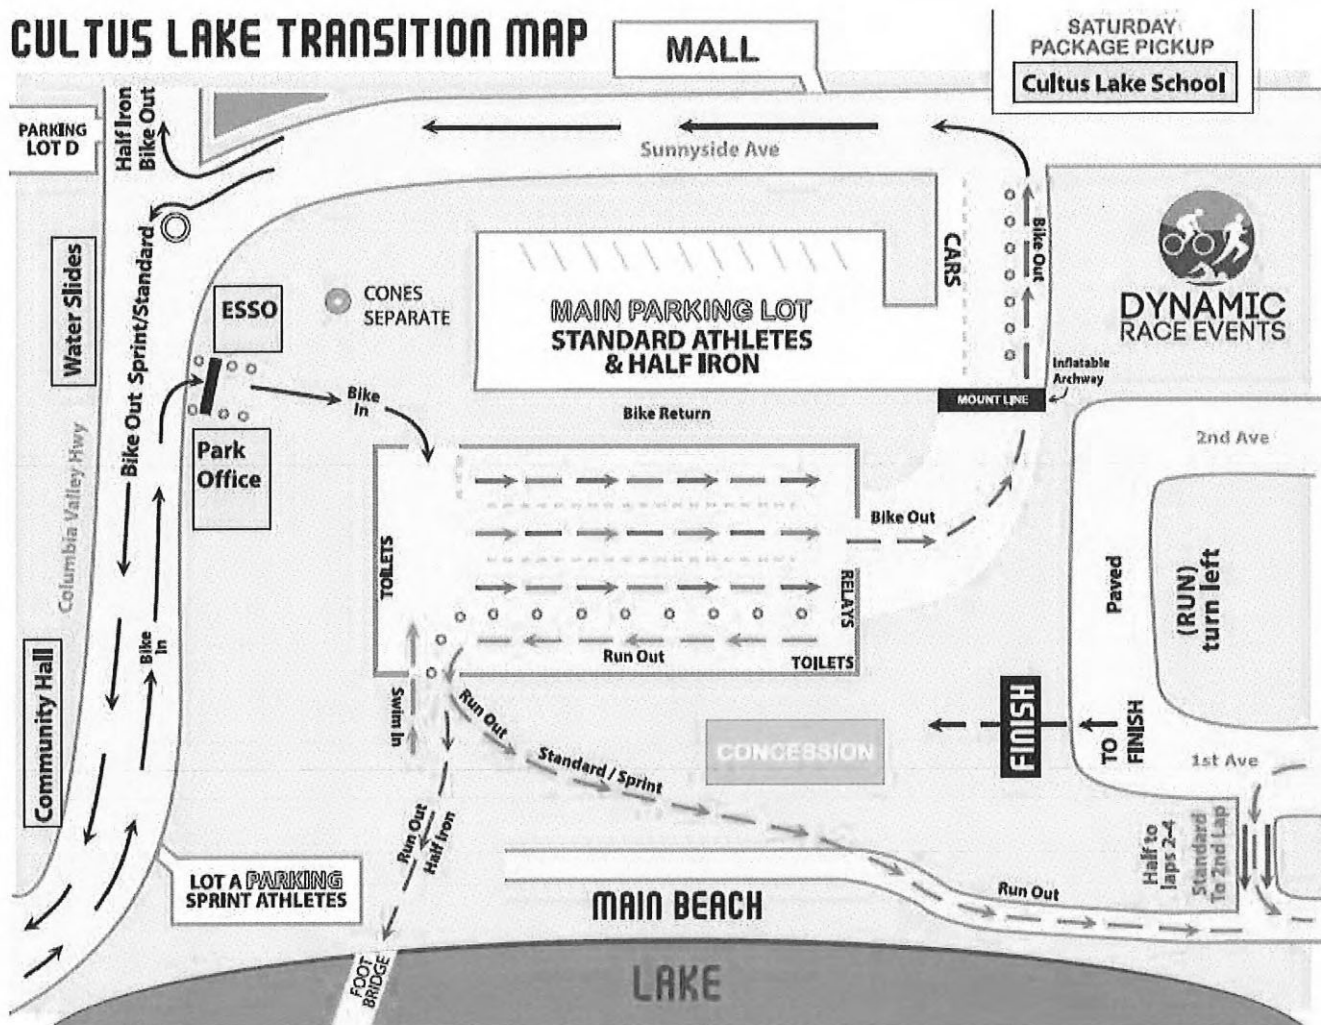 CULTUS LAKE TRANSITION MAP
MALL
SATURDAY
PACKAGE PICKUP
Cultus Lake School
PARKING
LOT D
Half Iron
Bike Out
Sunnyside Ave
Water Slides
Bike Out Sprint/Standard
ESSO
CONES
SEPARATE
MAIN PARKING LOT
STANDARD ATHLETES
& HALF IRON
CARS
Bike Out
DYNAMIC
RACE EVENTS
Inflatable
Archway
MOUNT LINE
Bike
In
Bike Return
Park
Office
Columbia Valley Hwy
2nd Ave
TOILETS
Bike Out
RELAYS
Paved
(RUN)
turn left
Bike
In
Run Out
TOILETS
Community Hall
Swim In
Run Out
Standard / Sprint
CONCESSION
FINISH
TO
FINISH
1st Ave
Run Out
Half Iron
Half to
laps 2-4
Standard
To 2nd Lap
LOT A PARKING
SPRINT ATHLETES
MAIN BEACH
Run Out
FOOT
BRIDGE
LAKE